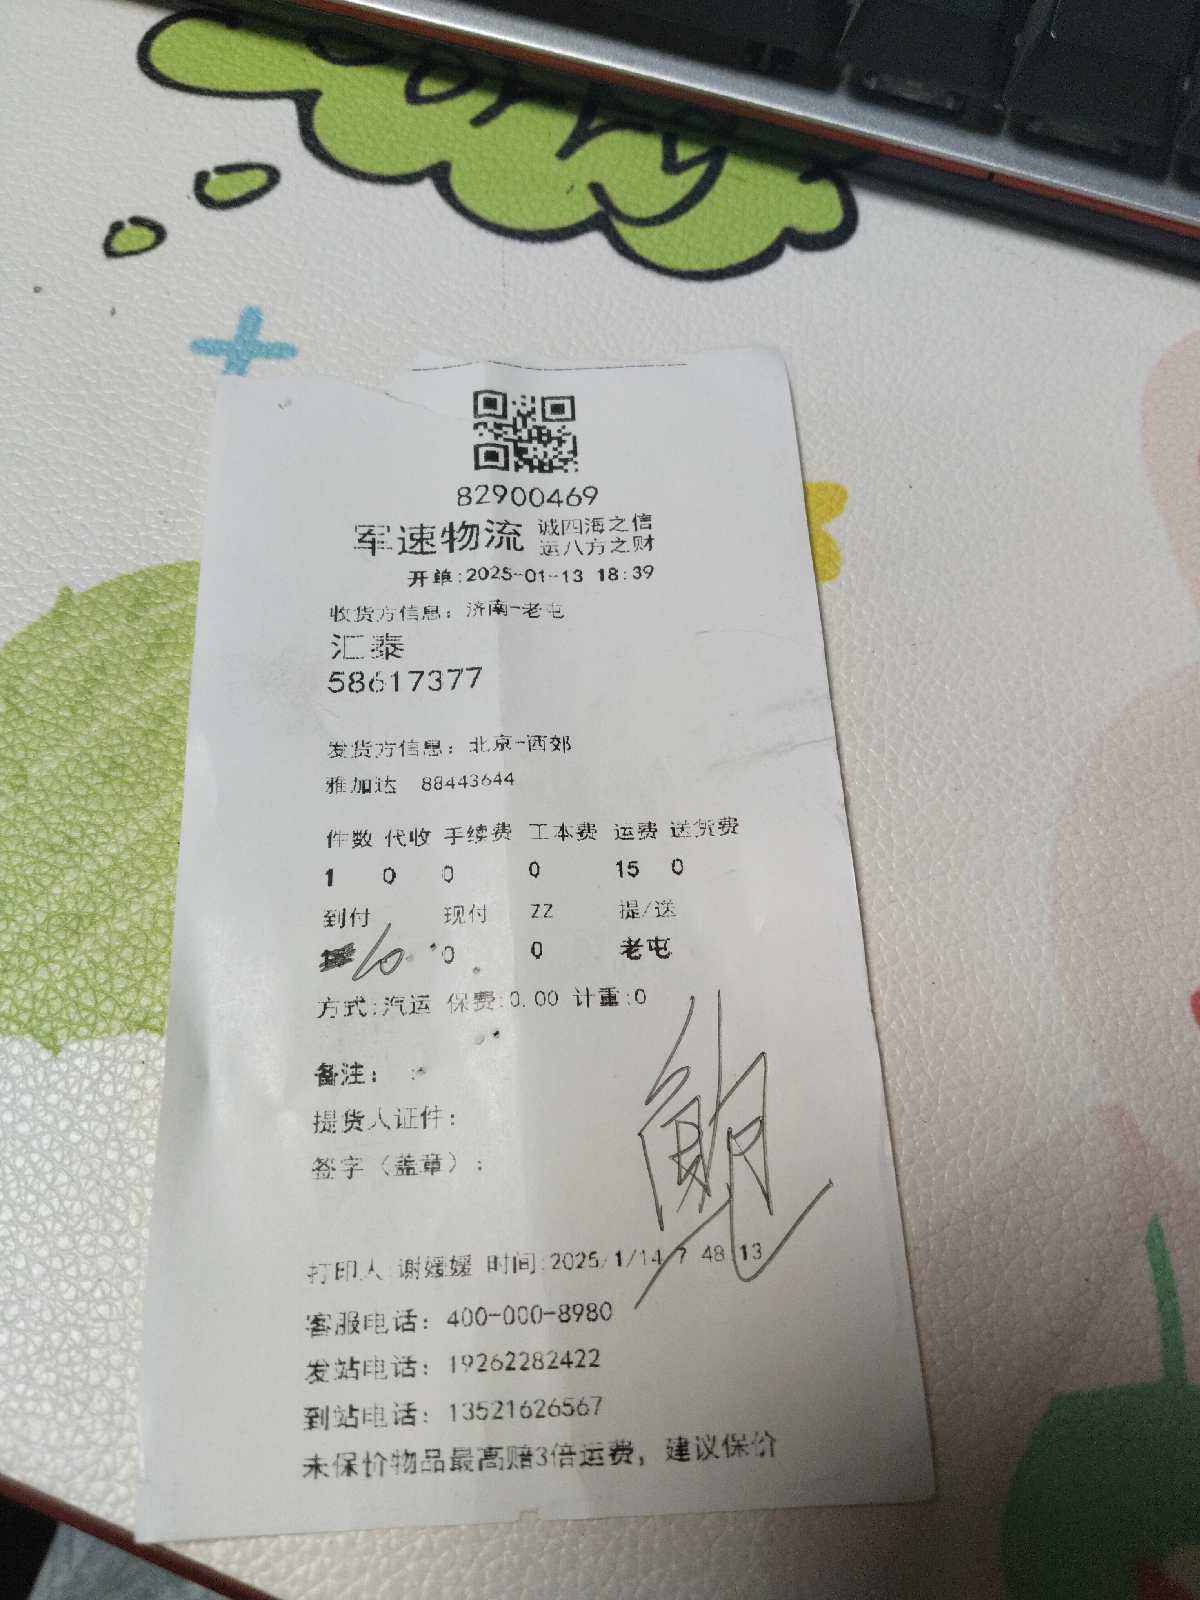 82900469
军速物流 诚四海之信
运八方之财
开单:2025-01-13 18:39
收货方信息：济南-老屯
汇泰
58617377
发货方信息：北京-西郊
雅加达 88443644
件数 代收 手续费 工本费 运费 送货费
1 0 0 0 15 0
到付 现付 ZZ 提/送
10 0 0 老屯
方式:汽运 保费:0.00 计重:0
备注：
提货人证件：
签字（盖章）：
打印人:谢媛媛 时间:2025/1/14 7:48:13
客服电话：400-000-8980
发站电话：19262282422
到站电话：13521626567
未保价物品最高赔3倍运费，建议保价